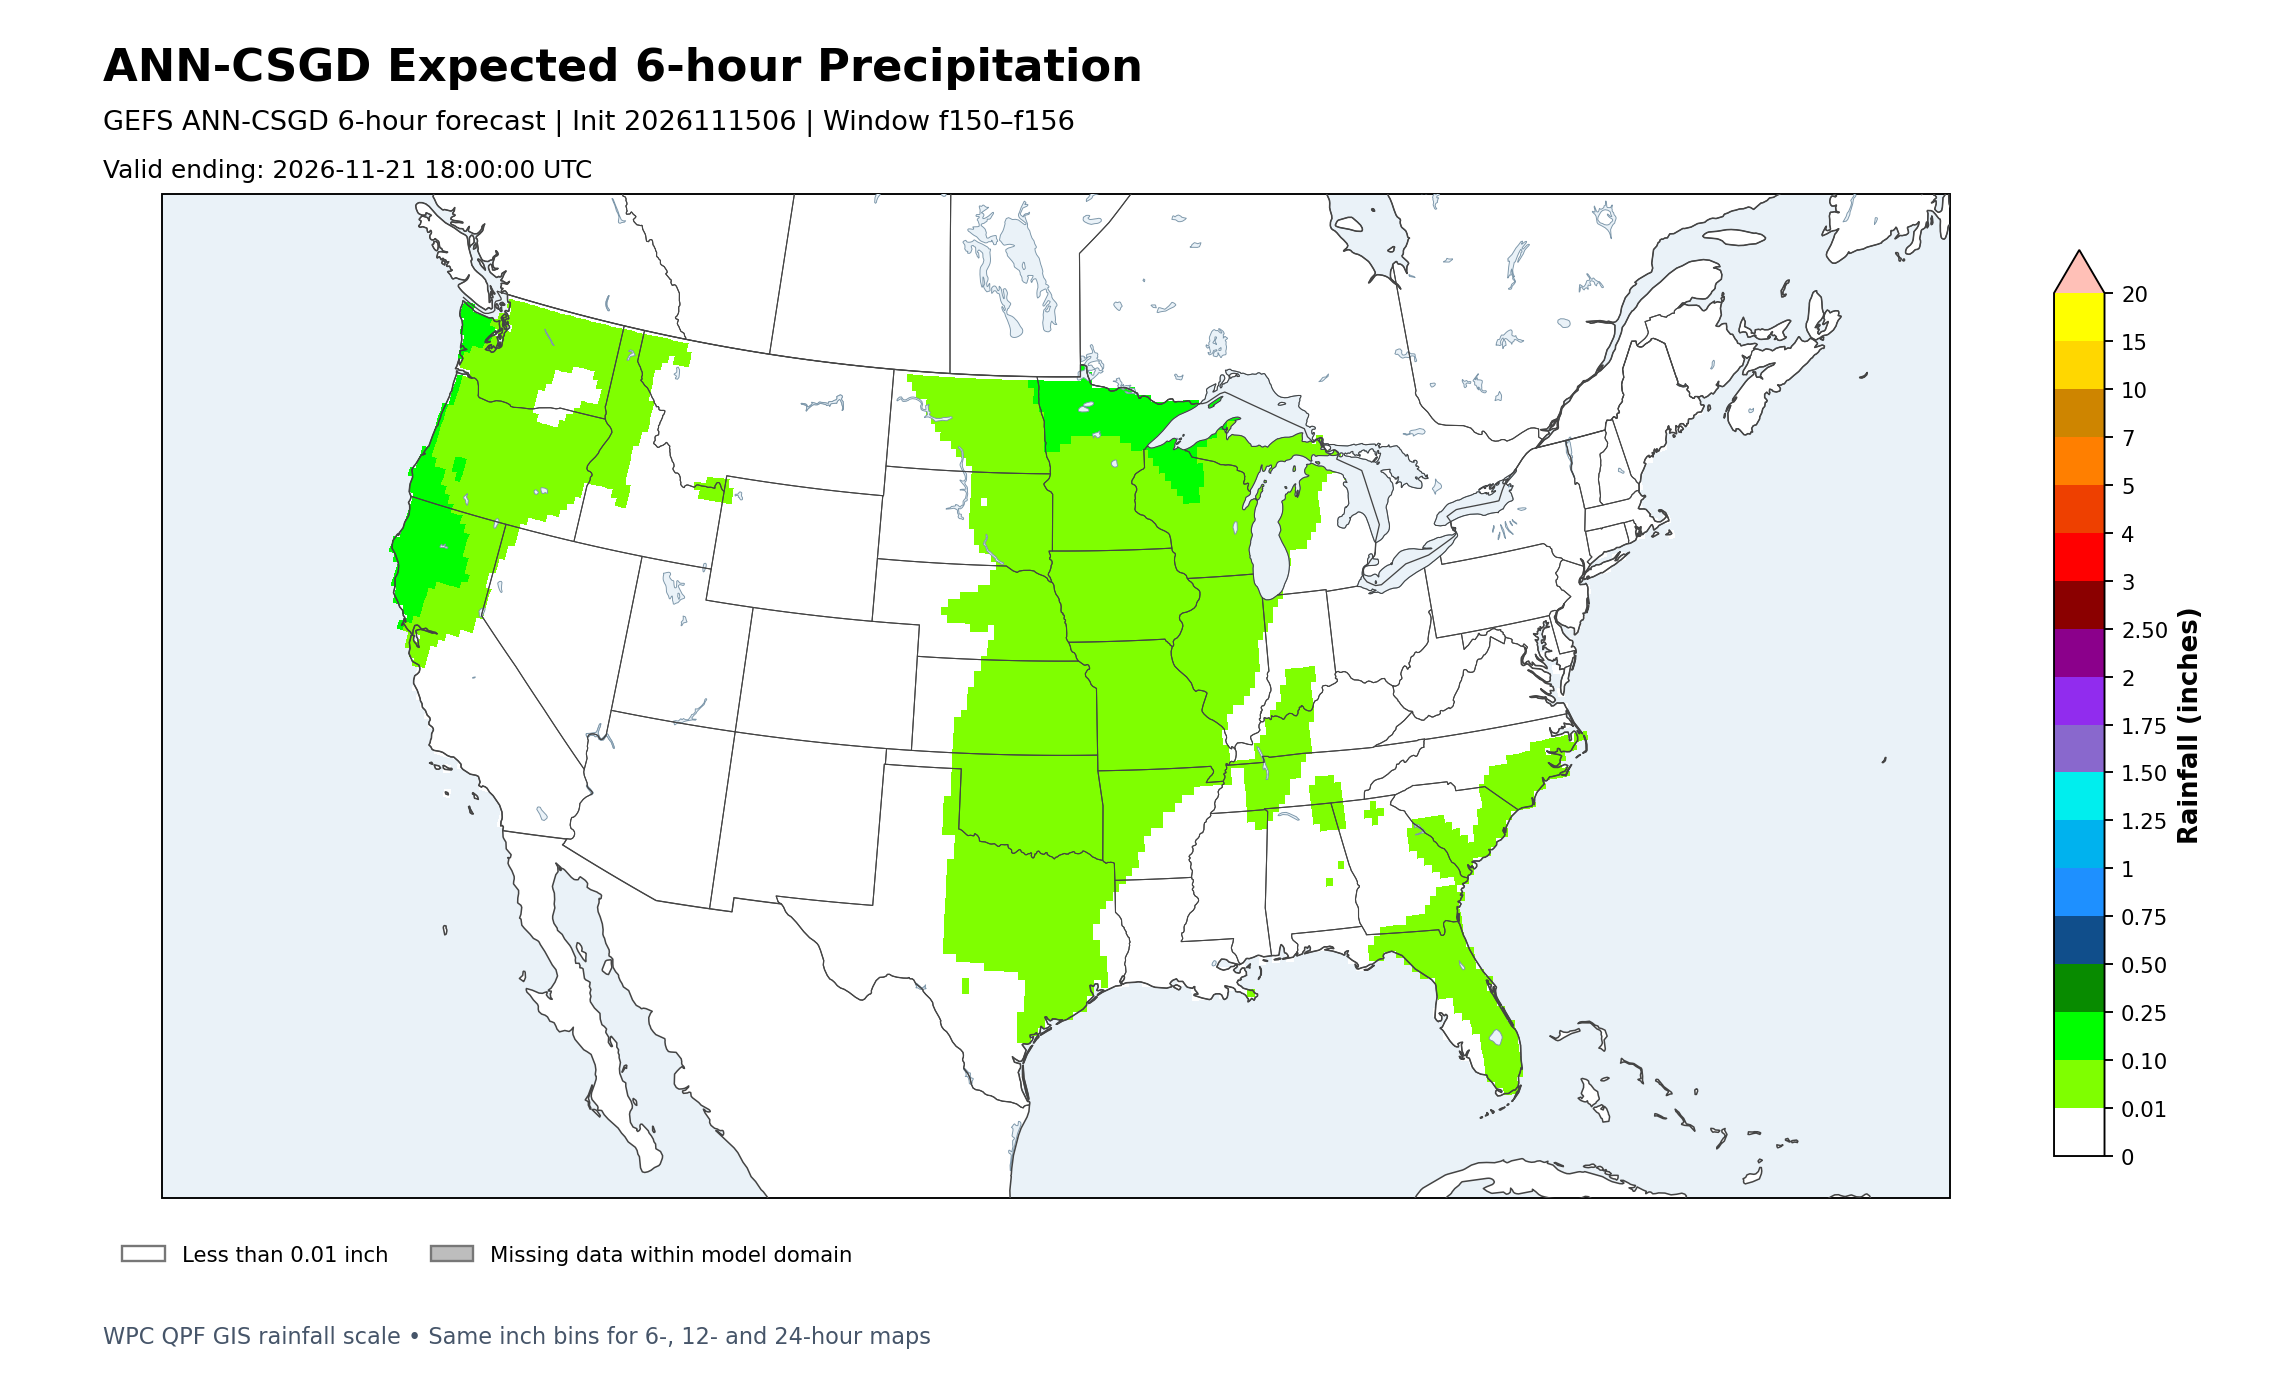 ANN-CSGD Expected 6-hour Precipitation
GEFS ANN-CSGD 6-hour forecast | Init 2026111506 | Window f150–f156
Valid ending: 2026-11-21 18:00:00 UTC
20
15
10
7
5
4
3
2.50
2
1.75
1.50
1.25
1
0.75
0.50
0.25
0.10
0.01
0
Rainfall (inches)
Less than 0.01 inch
Missing data within model domain
WPC QPF GIS rainfall scale • Same inch bins for 6-, 12- and 24-hour maps